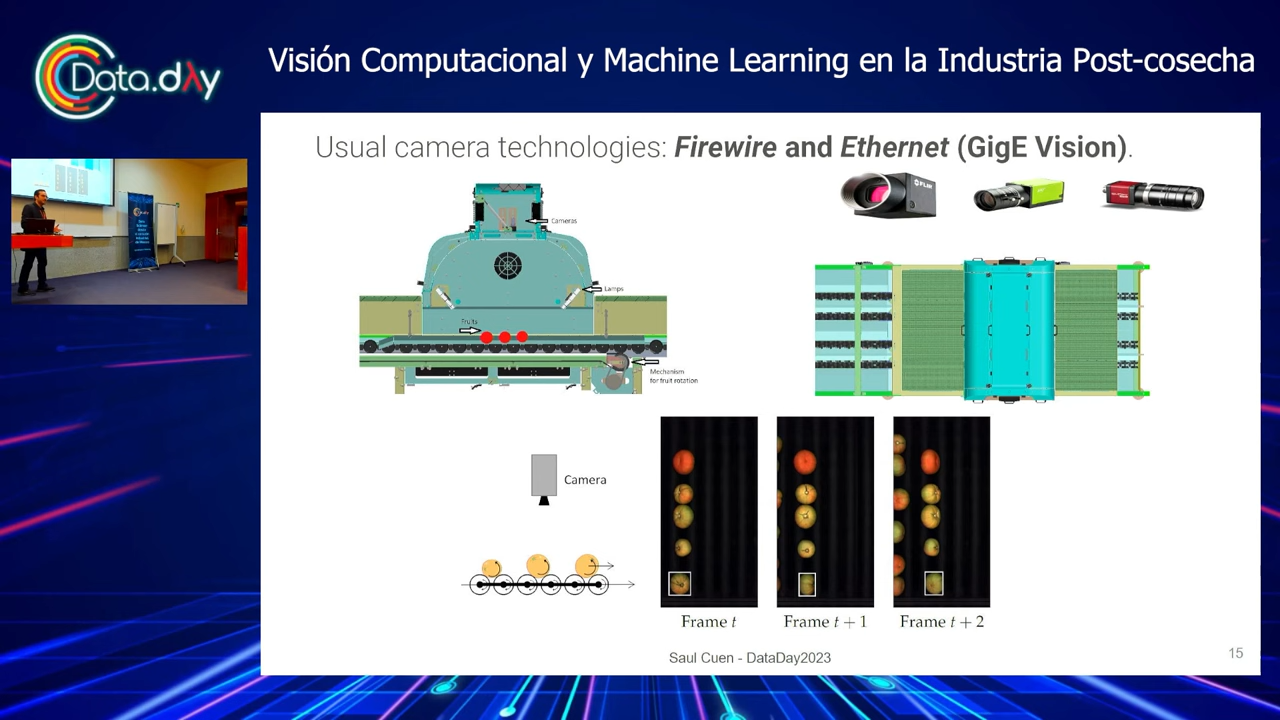 Data.dλy
Visión Computacional y Machine Learning en la Industria Post-cosecha
Usual camera technologies: Firewire and Ethernet (GigE Vision).
FLIR
Cameras
Lamps
Fruits
Mechanism
for fruit rotation
Camera
Frame t
Frame t + 1
Frame t + 2
Saul Cuen - DataDay2023
15